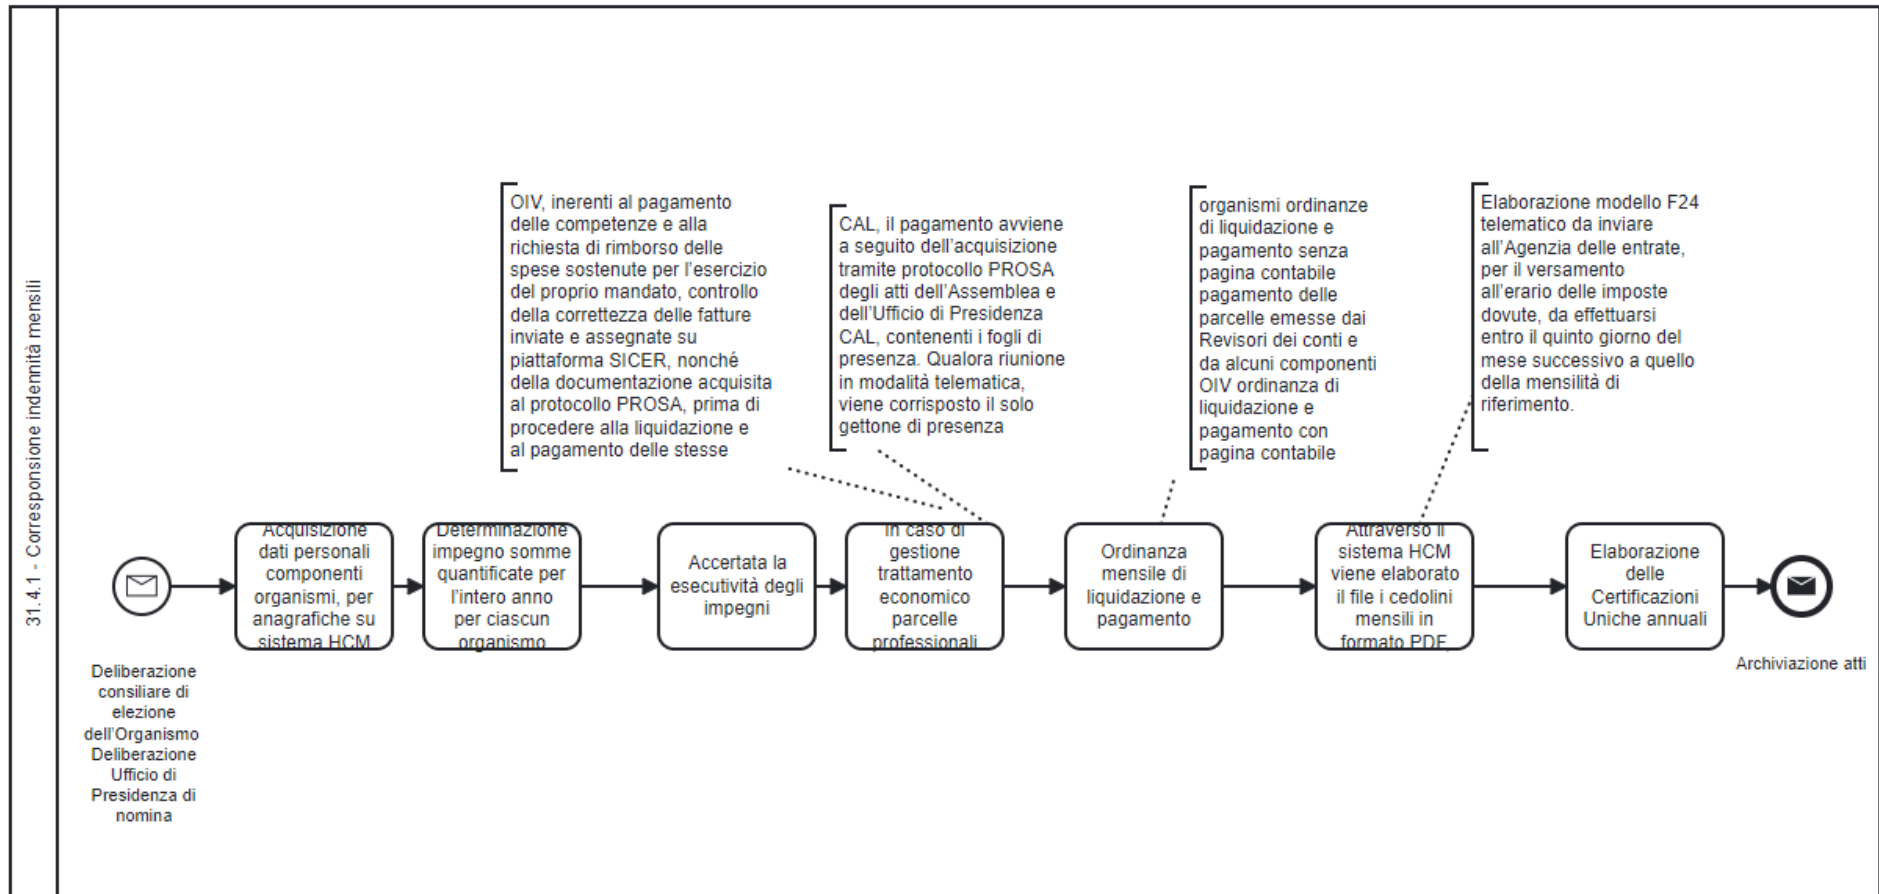 31.4.1 - Corresponsione indennità mensili
OIV, inerenti al pagamento
delle competenze e alla
richiesta di rimborso delle
spese sostenute per l'esercizio
del proprio mandato, controllo
della correttezza delle fatture
inviate e assegnate su
piattaforma SICER, nonché
della documentazione acquisita
al protocollo PROSA, prima di
procedere alla liquidazione e
al pagamento delle stesse
CAL, il pagamento avviene
a seguito dell'acquisizione
tramite protocollo PROSA
degli atti dell'Assemblea e
dell'Ufficio di Presidenza
CAL, contenenti i fogli di
presenza. Qualora riunione
in modalità telematica,
viene corrisposto il solo
gettone di presenza
organismi ordinanze
di liquidazione e
pagamento senza
pagina contabile
pagamento delle
parcelle emesse dai
Revisori dei conti e
da alcuni componenti
OIV ordinanza di
liquidazione e
pagamento con
pagina contabile
Elaborazione modello F24
telematico da inviare
all'Agenzia delle entrate,
per il versamento
all'erario delle imposte
dovute, da effettuarsi
entro il quinto giorno del
mese successivo a quello
della mensilità di
riferimento.
Deliberazione
consiliare di
elezione
dell'Organismo
Deliberazione
Ufficio di
Presidenza di
nomina
Acquisizione
dati personali
componenti
organismi, per
anagrafiche su
sistema HCM
Determinazione
impegno somme
quantificate per
l'intero anno
per ciascun
organismo
Accertata la
esecutività degli
impegni
In caso di
gestione
trattamento
economico
parcelle
professionali
Ordinanza
mensile di
liquidazione e
pagamento
Attraverso il
sistema HCM
viene elaborato
il file i cedolini
mensili in
formato PDF,
Elaborazione
delle
Certificazioni
Uniche annuali
Archiviazione atti